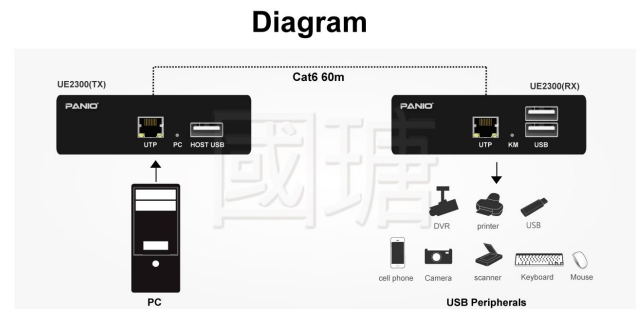 Diagram
Cat6 60m
UE2300(TX)
UE2300(RX)
PANIO
PANIO
UTP PC HOST USB
UTP KM USB
國瑭
DVR printer USB
cell phone Camera scanner Keyboard Mouse
PC
USB Peripherals